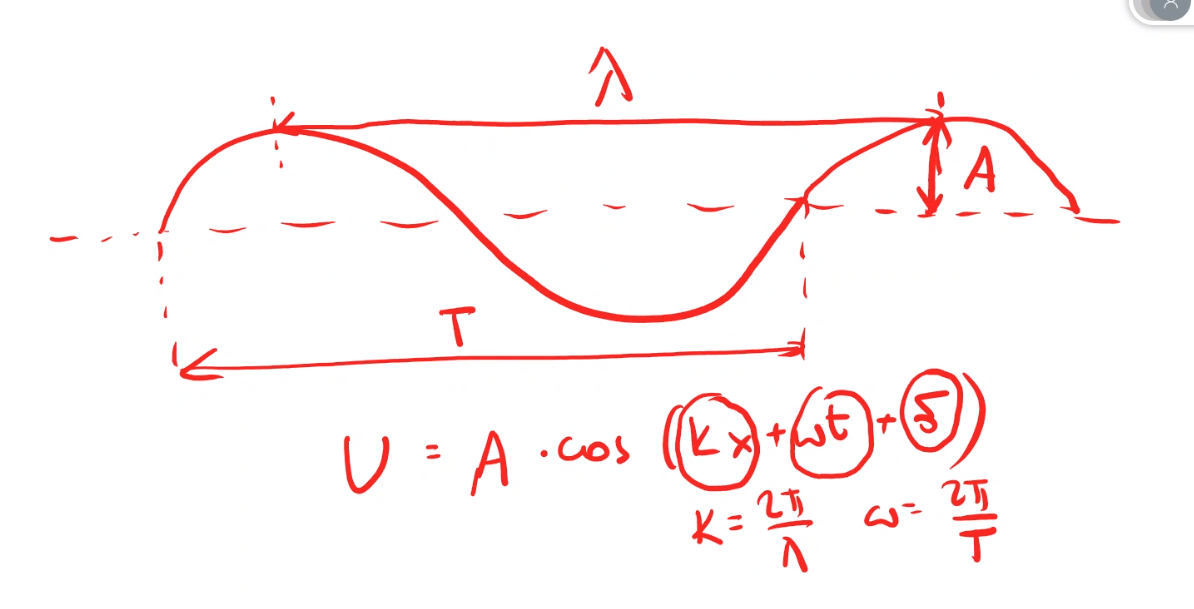 λ
A
T
U = A · cos (kx + ωt + δ)
k = 2π/λ ω = 2π/T